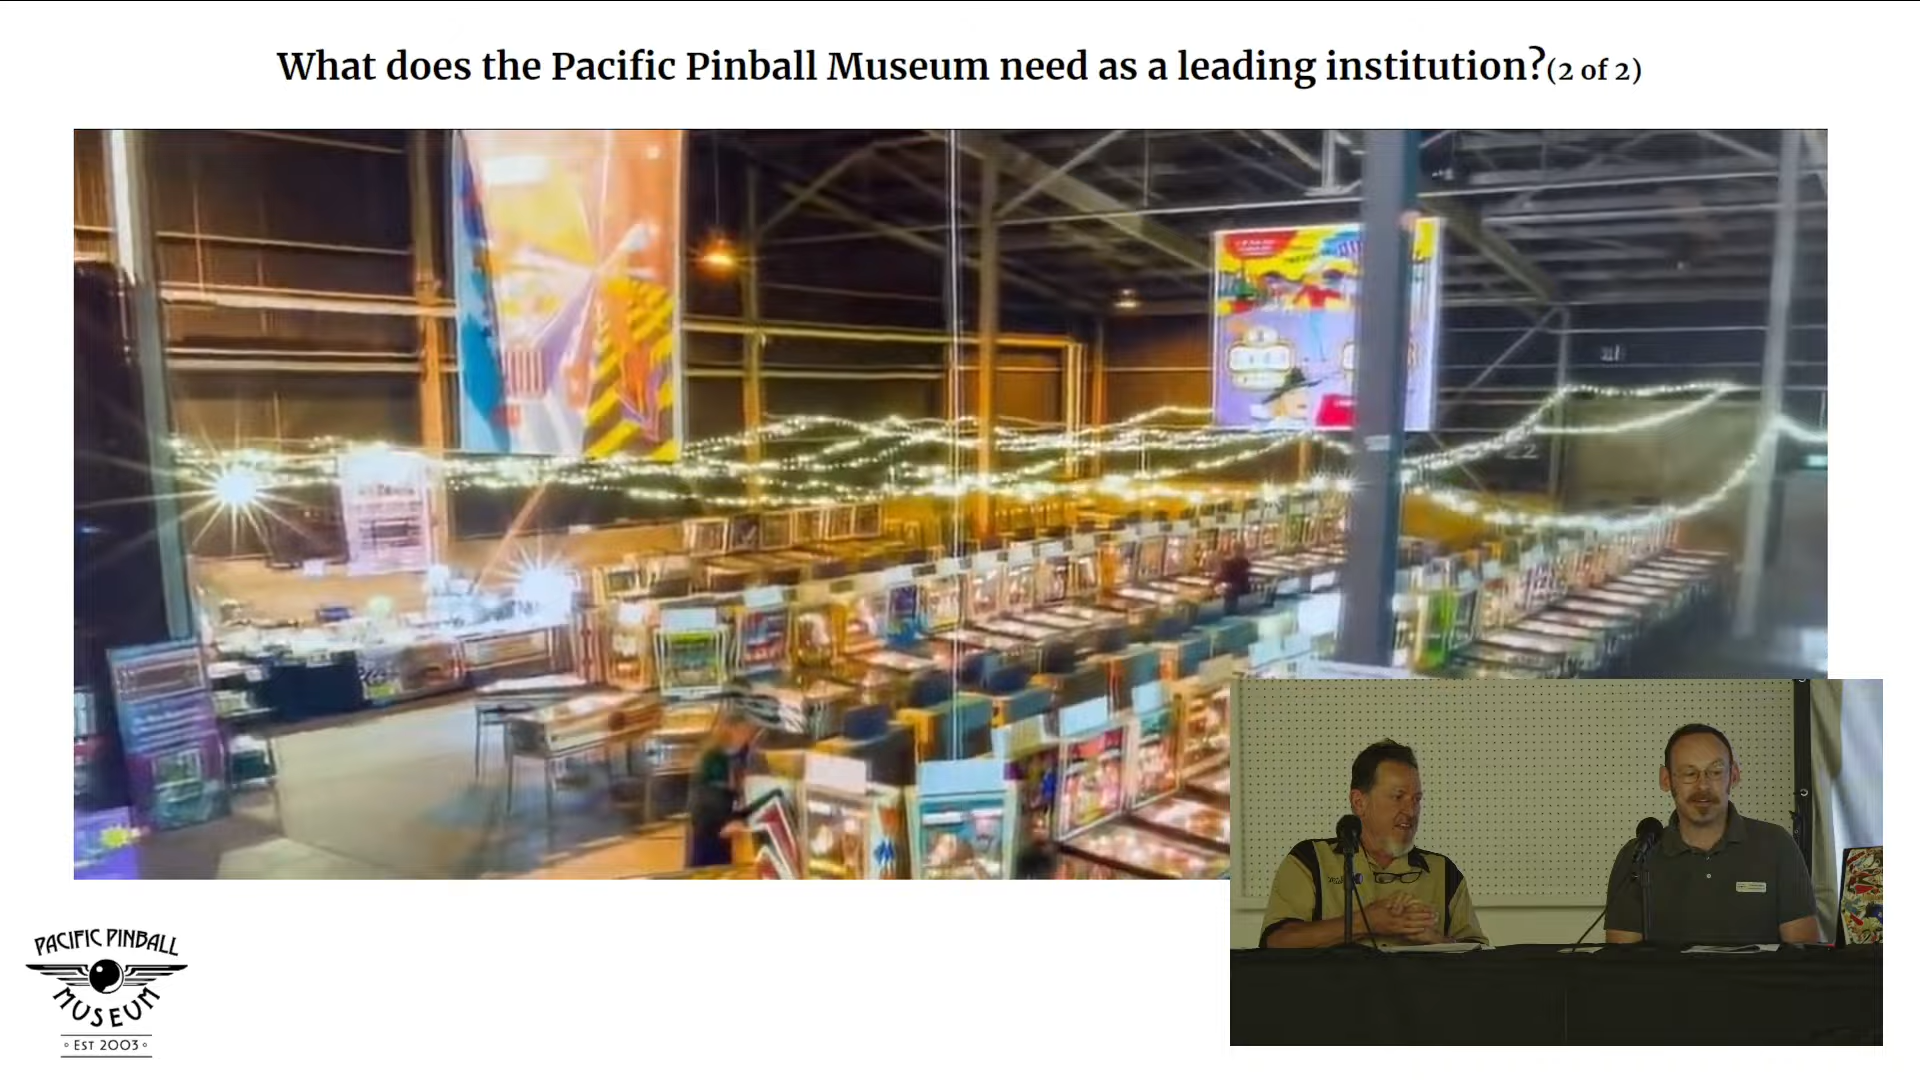 What does the Pacific Pinball Museum need as a leading institution?(2 of 2)
PACIFIC PINBALL
MUSEUM
EST 2003